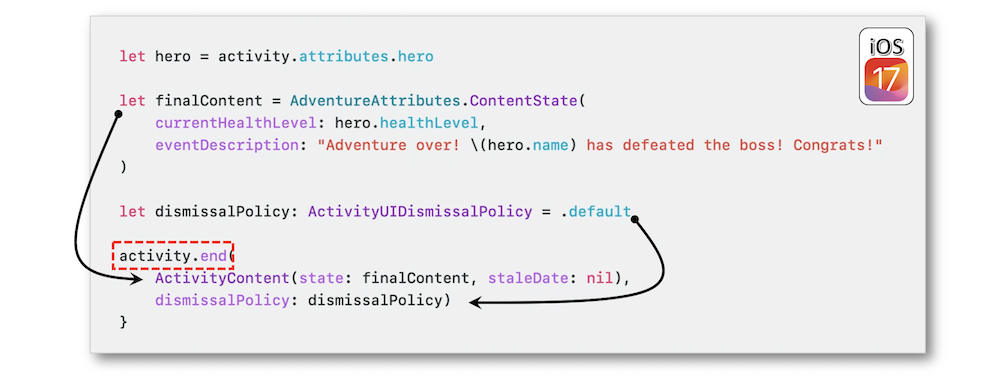 let hero = activity.attributes.hero
iOS
17
let finalContent = AdventureAttributes.ContentState(
currentHealthLevel: hero.healthLevel,
eventDescription: "Adventure over! \(hero.name) has defeated the boss! Congrats!"
)
let dismissalPolicy: ActivityUIDismissalPolicy = .default
activity.end(
ActivityContent(state: finalContent, staleDate: nil),
dismissalPolicy: dismissalPolicy)
}